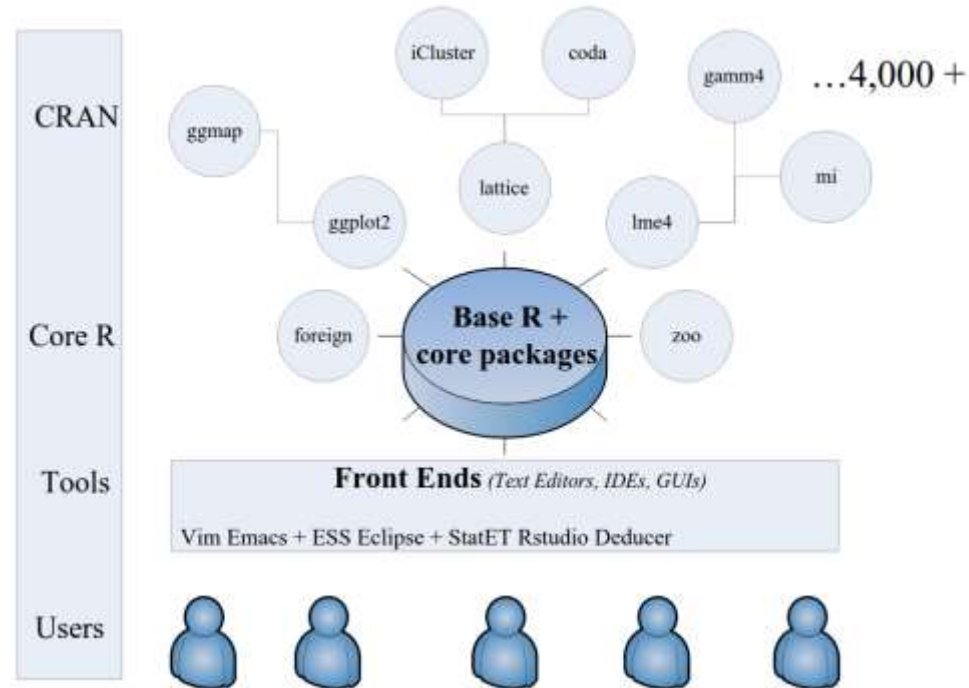 CRAN
iCluster
coda
gamm4
…4,000 +
ggmap
mi
lattice
ggplot2
lme4
Core R
foreign
Base R +
core packages
zoo
Tools
Front Ends (Text Editors, IDEs, GUIs)
Vim Emacs + ESS Eclipse + StatET Rstudio Deducer
Users